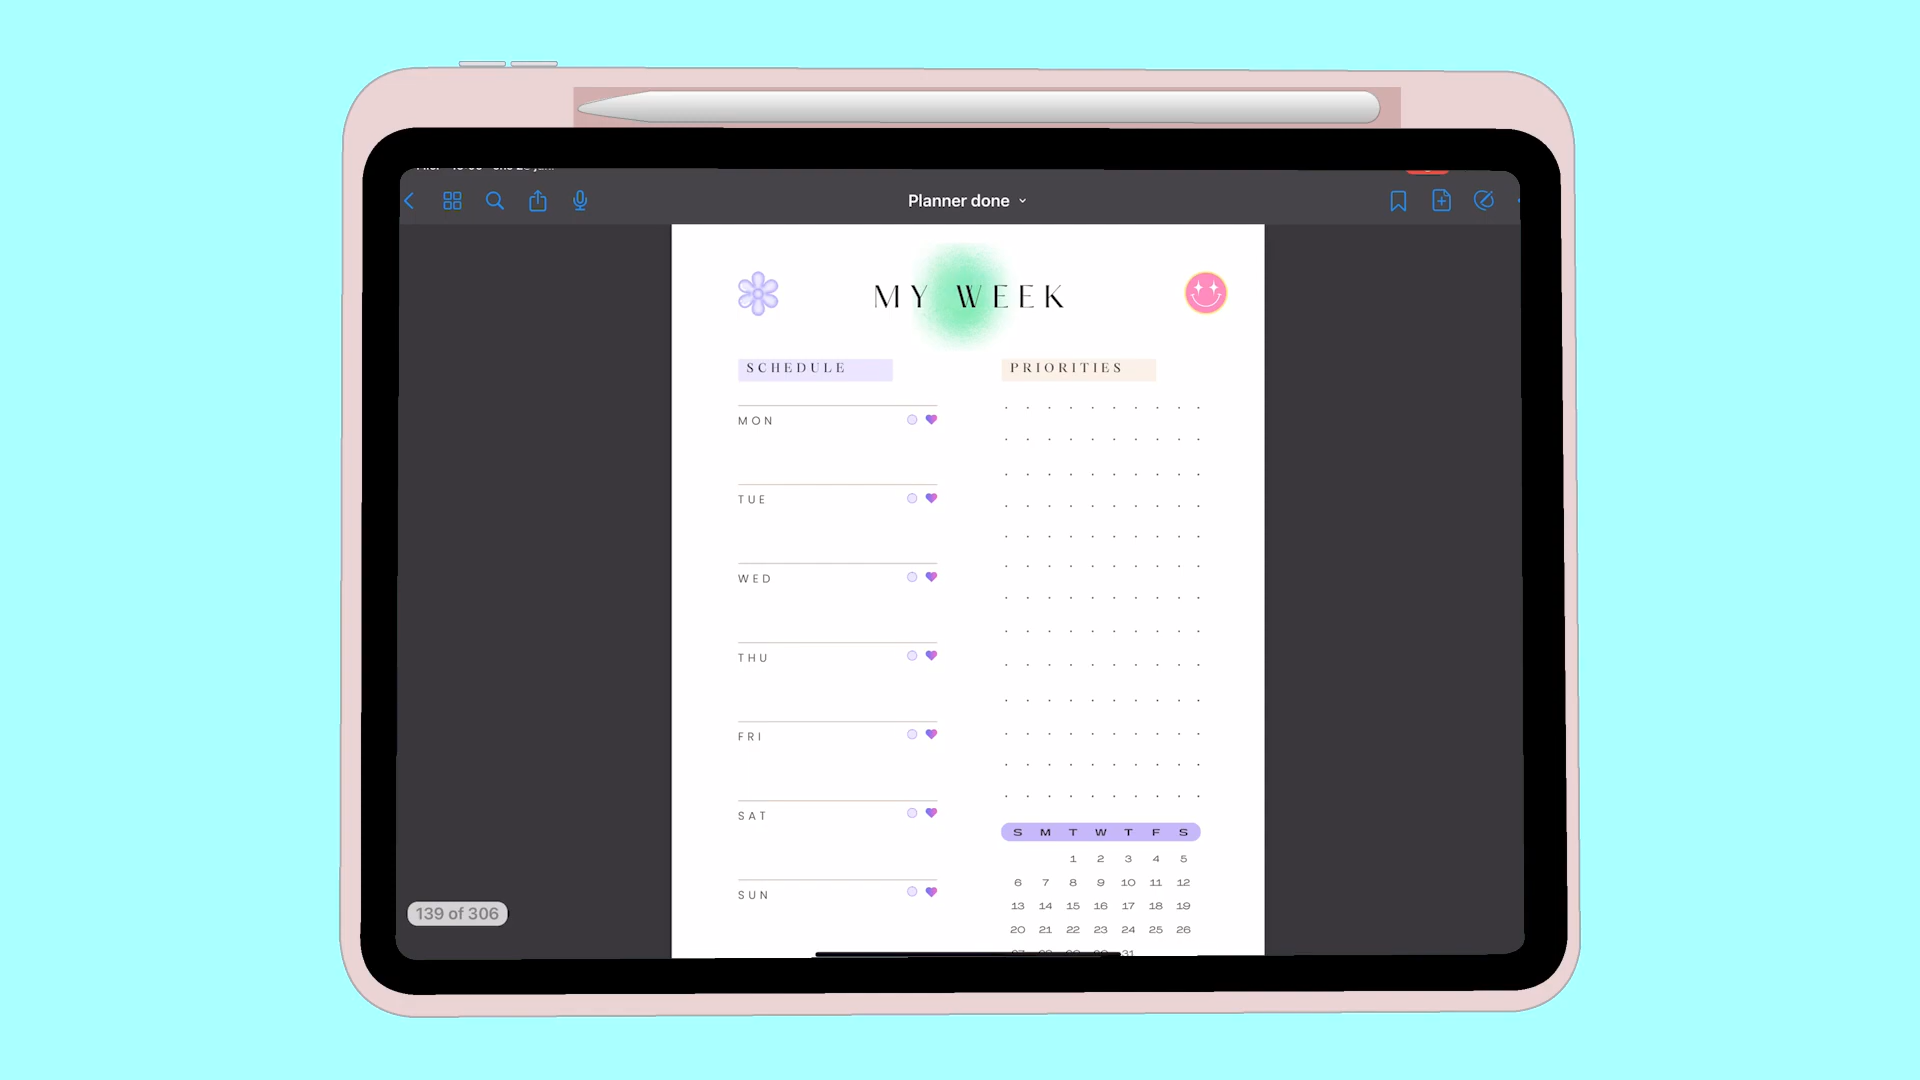 Planner done
MY WEEK
SCHEDULE
PRIORITIES
MON
TUE
WED
THU
FRI
SAT
SUN
S M T W T F S
1 2 3 4 5
6 7 8 9 10 11 12
13 14 15 16 17 18 19
20 21 22 23 24 25 26
31
139 of 306